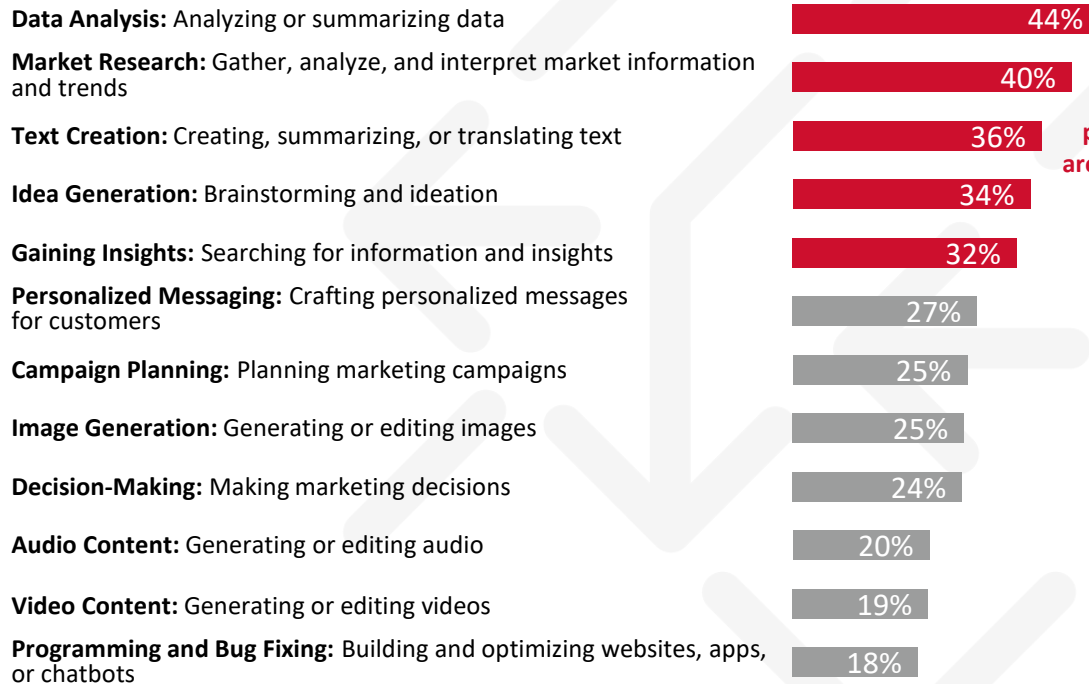 Data Analysis: Analyzing or summarizing data
44%
Market Research: Gather, analyze, and interpret market information
and trends
40%
Text Creation: Creating, summarizing, or translating text
36%
Idea Generation: Brainstorming and ideation
34%
Gaining Insights: Searching for information and insights
32%
Personalized Messaging: Crafting personalized messages
for customers
27%
Campaign Planning: Planning marketing campaigns
25%
Image Generation: Generating or editing images
25%
Decision-Making: Making marketing decisions
24%
Audio Content: Generating or editing audio
20%
Video Content: Generating or editing videos
19%
Programming and Bug Fixing: Building and optimizing websites, apps,
or chatbots
18%